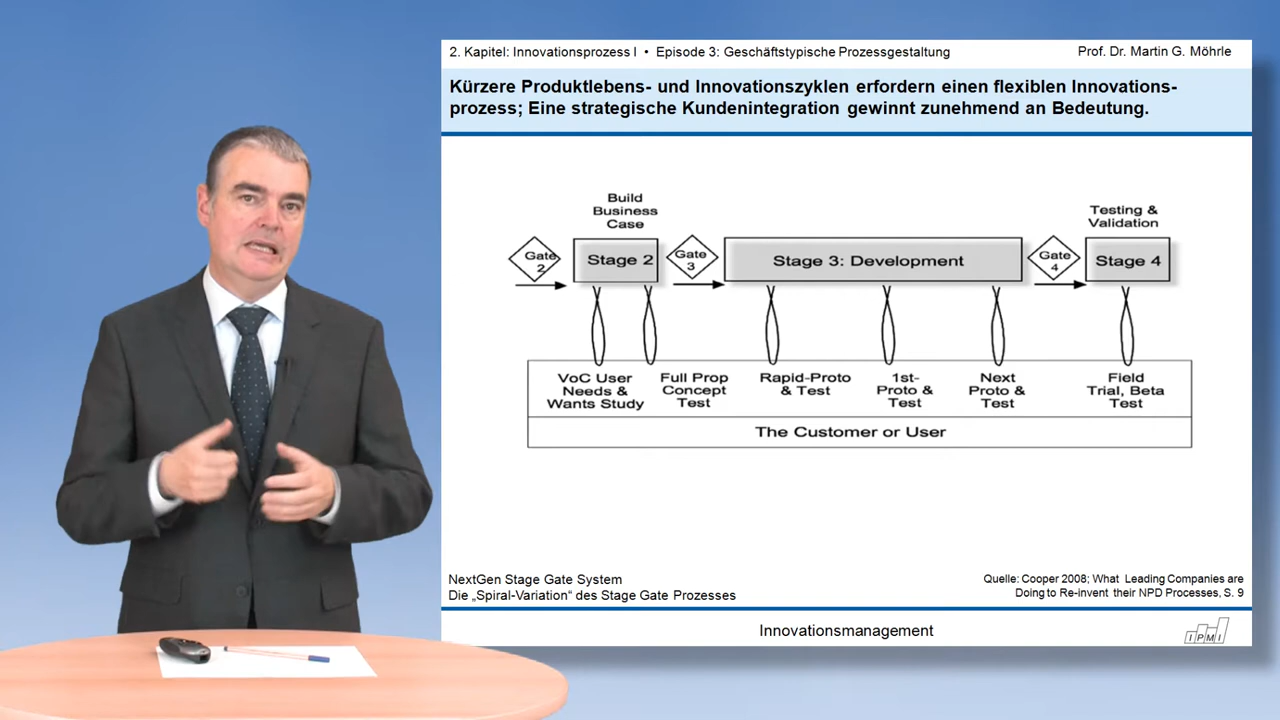 2. Kapitel: Innovationsprozess I • Episode 3: Geschäftstypische Prozessgestaltung
Prof. Dr. Martin G. Möhrle
Kürzere Produktlebens- und Innovationszyklen erfordern einen flexiblen Innovations-
prozess; Eine strategische Kundenintegration gewinnt zunehmend an Bedeutung.
Build
Business
Case
Testing &
Validation
Gate
2
Stage 2
Gate
3
Stage 3: Development
Gate
4
Stage 4
VoC User
Needs &
Wants Study
Full Prop
Concept
Test
Rapid-Proto
& Test
1st-
Proto &
Test
Next
Proto &
Test
Field
Trial, Beta
Test
The Customer or User
NextGen Stage Gate System
Die „Spiral-Variation“ des Stage Gate Prozesses
Quelle: Cooper 2008; What Leading Companies are
Doing to Re-invent their NPD Processes, S. 9
Innovationsmanagement
IPMI